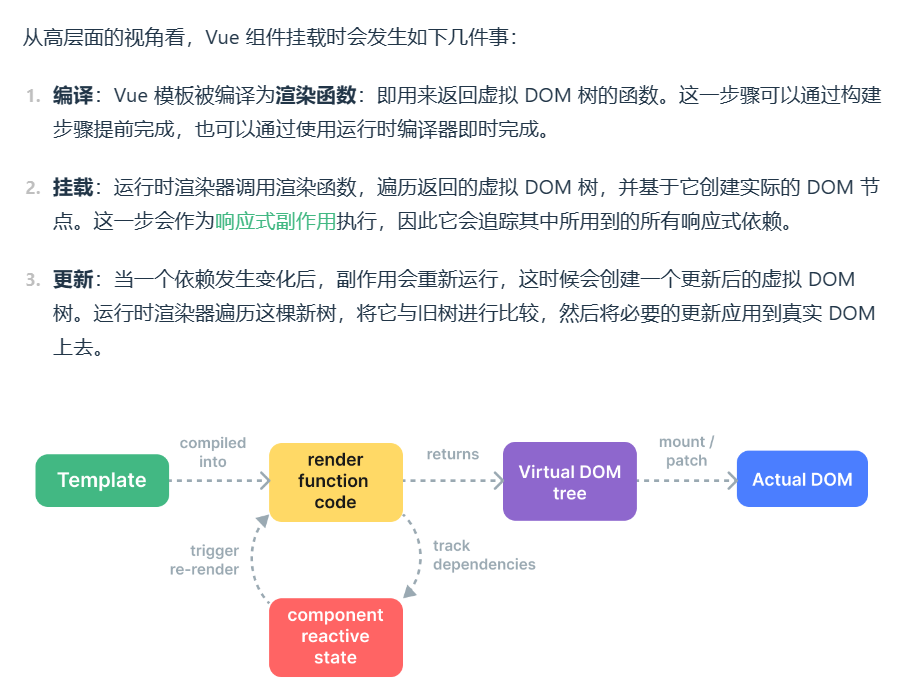 从高层面的视角看，Vue 组件挂载时会发生如下几件事：
1. 编译：Vue 模板被编译为渲染函数：即用来返回虚拟 DOM 树的函数。这一步骤可以通过构建
步骤提前完成，也可以通过使用运行时编译器即时完成。
2. 挂载：运行时渲染器调用渲染函数，遍历返回的虚拟 DOM 树，并基于它创建实际的 DOM 节
点。这一步会作为响应式副作用执行，因此它会追踪其中所用到的所有响应式依赖。
3. 更新：当一个依赖发生变化后，副作用会重新运行，这时候会创建一个更新后的虚拟 DOM
树。运行时渲染器遍历这棵新树，将它与旧树进行比较，然后将必要的更新应用到真实 DOM
上去。
Template
compiled
into
render
function
code
returns
Virtual DOM
tree
mount /
patch
Actual DOM
trigger
re-render
track
dependencies
component
reactive
state